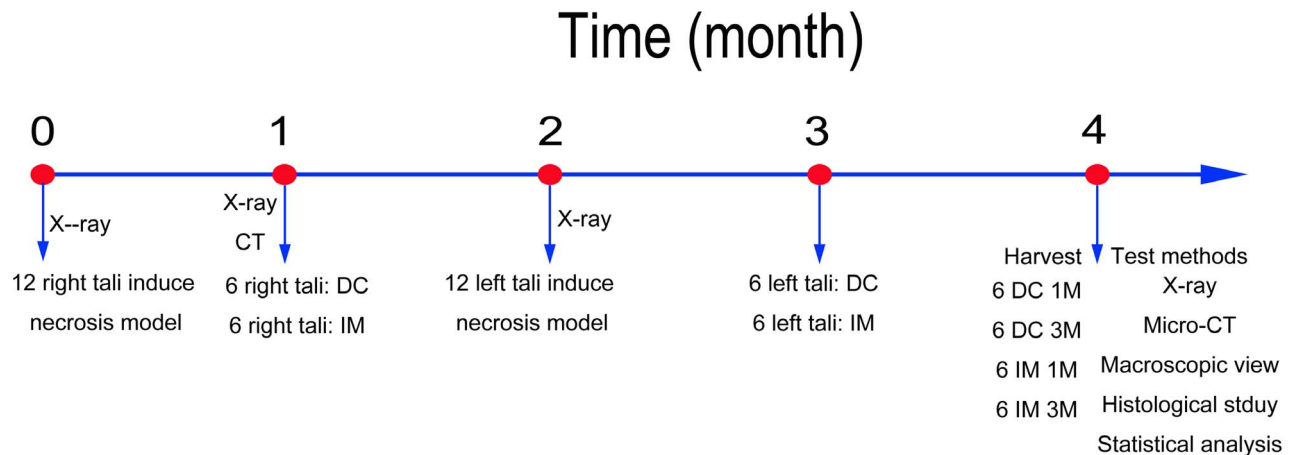 Time (month)
0 1 2 3 4
X--ray
12 right tali induce
necrosis model
X-ray
CT
6 right tali: DC
6 right tali: IM
X-ray
12 left tali induce
necrosis model
6 left tali: DC
6 left tali: IM
Harvest
6 DC 1M
6 DC 3M
6 IM 1M
6 IM 3M
Test methods
X-ray
Micro-CT
Macroscopic view
Histological stduy
Statistical analysis